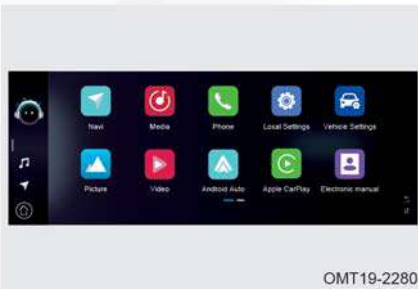 Navi Media Phone Local Settings Vehicle Settings
Picture Video Android Auto Apple CarPlay Electronic manual
OMT19-2280